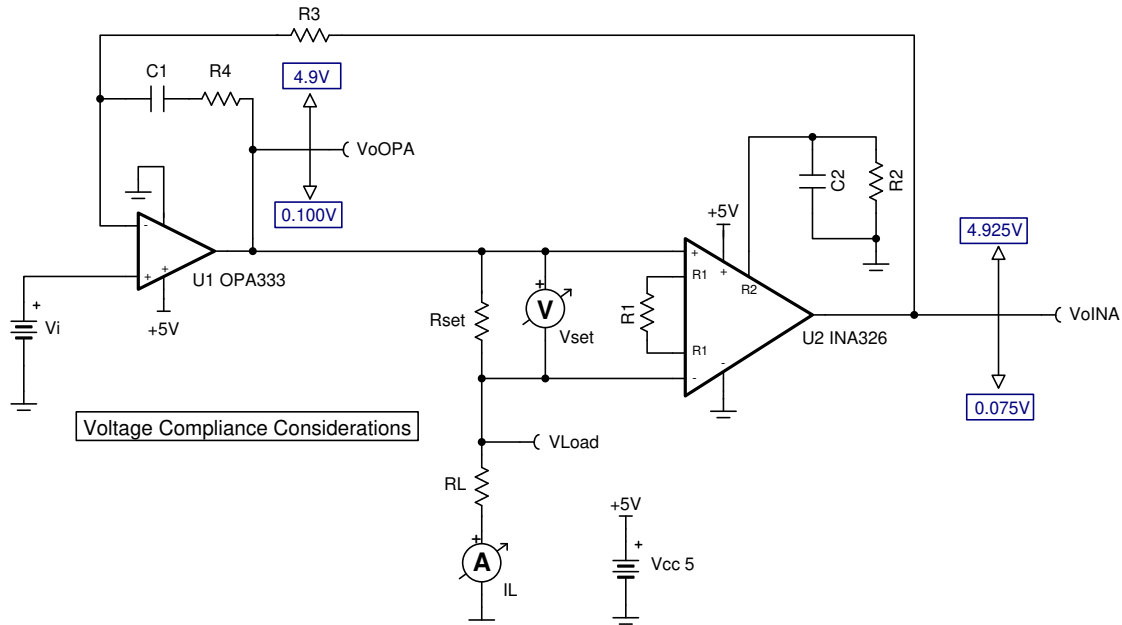 R3
C1
R4
4.9V
VoOPA
0.100V
-
+
+
U1 OPA333
+5V
+
Vi
Rset
+
V
Vset
+5V
+
R1
+
R1
R1
-
-
R2
C2
R2
U2 INA326
4.925V
VoINA
0.075V
Voltage Compliance Considerations
VLoad
RL
+
A
IL
+5V
+
Vcc 5